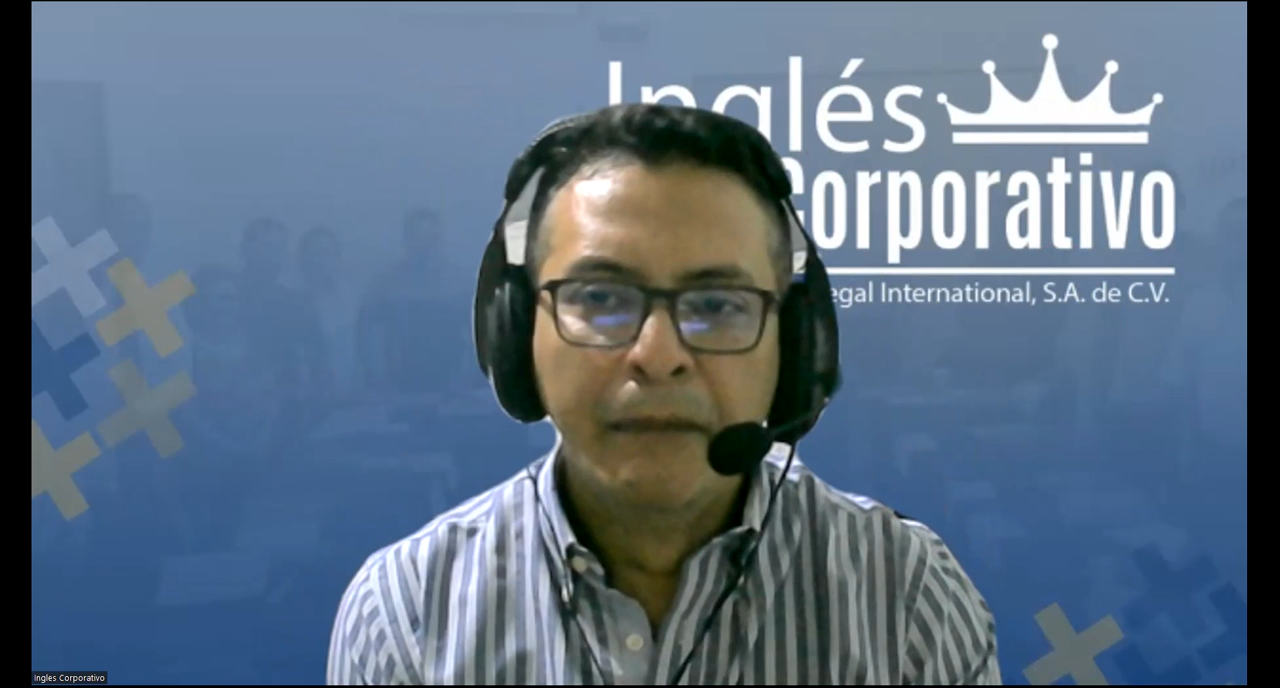 Inglés
Corporativo
egal International, S.A. de C.V.
Ingles Corporativo